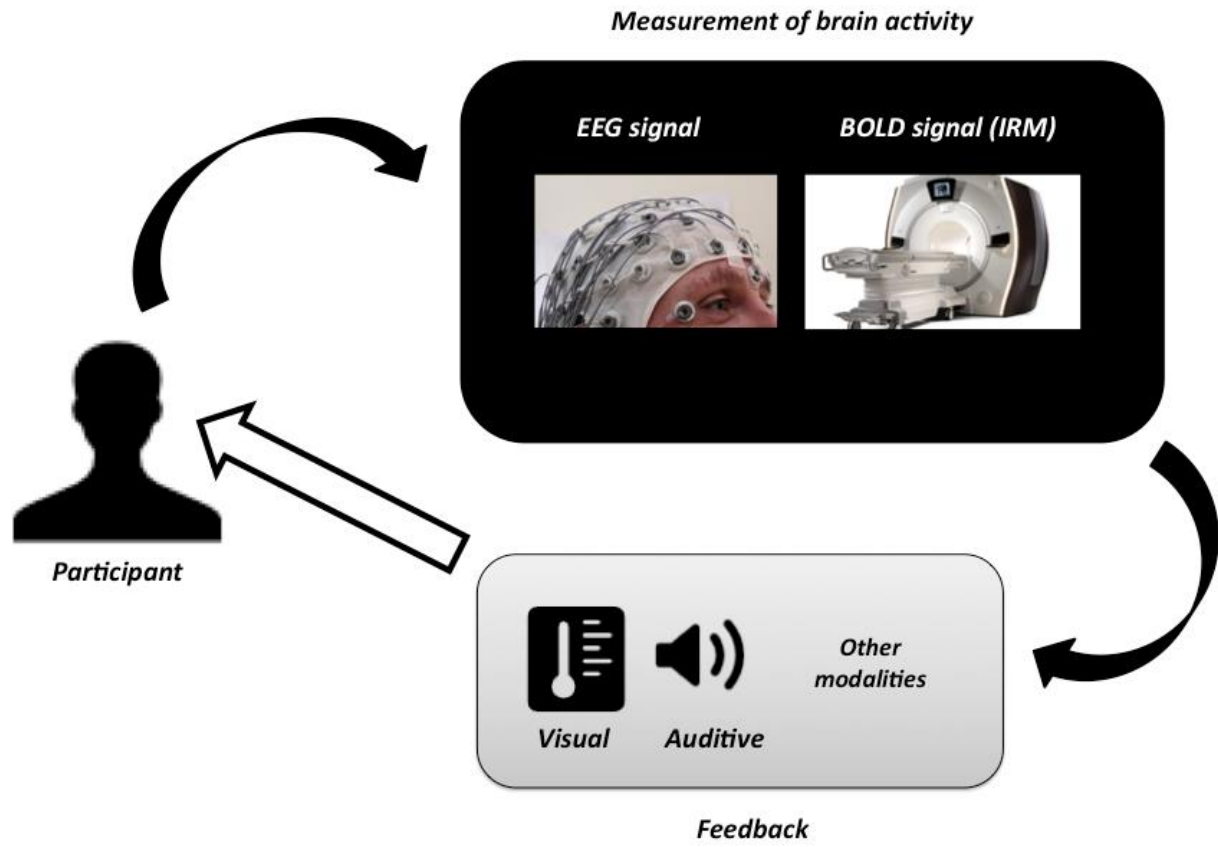 Measurement of brain activity
EEG signal
BOLD signal (IRM)
Participant
Other
modalities
Visual
Auditive
Feedback